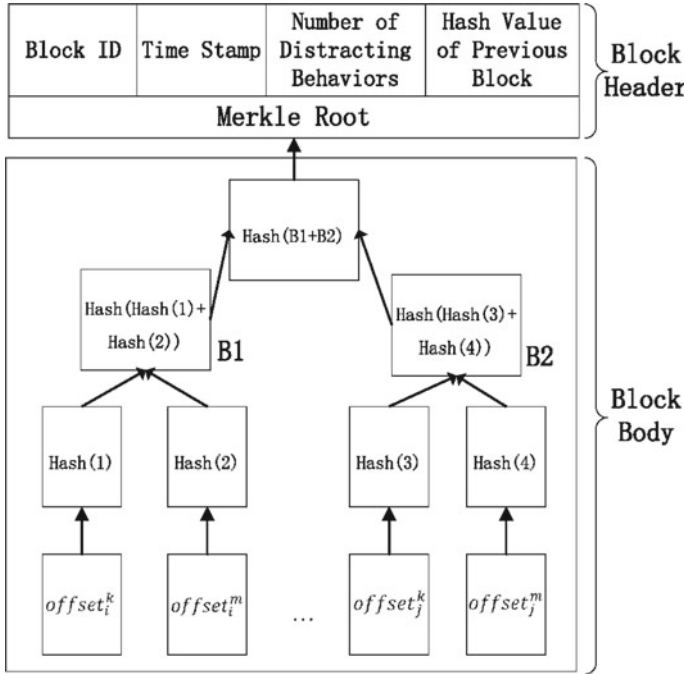 Block ID
Time Stamp
Number of
Distracting
Behaviors
Hash Value
of Previous
Block
Block
Header
Merkle Root
Hash(B1+B2)
Hash(Hash(1)+
Hash(2))
B1
Hash(Hash(3)+
Hash(4))
B2
Block
Body
Hash(1)
Hash(2)
Hash(3)
Hash(4)
offset_i^k
offset_i^m
...
offset_j^k
offset_j^m